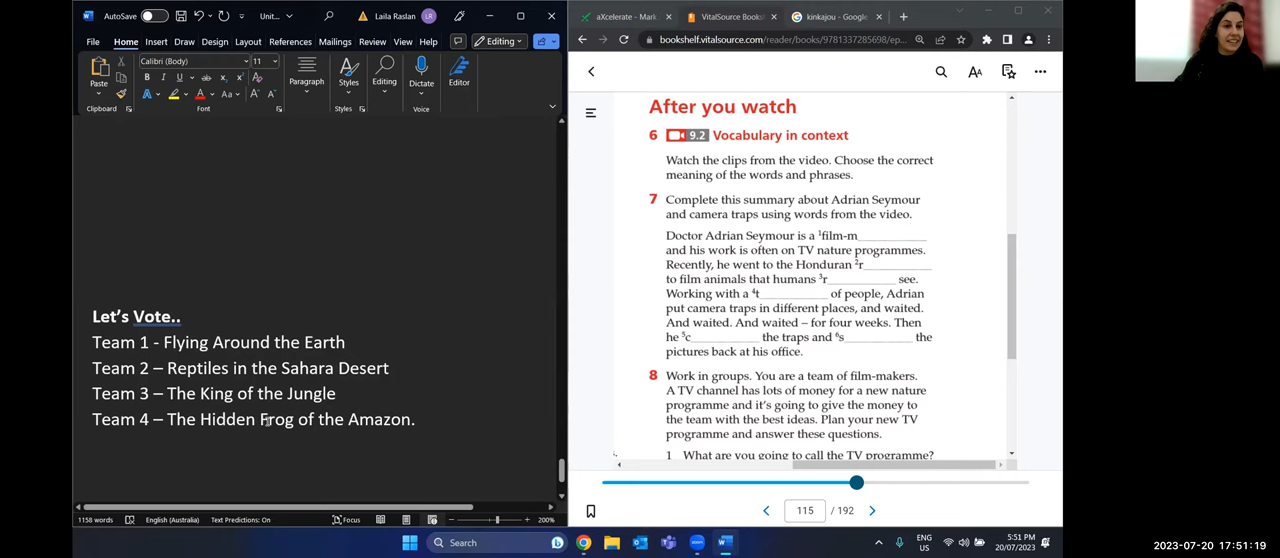 AutoSave
Unit...
Laila Raslan
LR
File
Home
Insert
Draw
Design
Layout
References
Mailings
Review
View
Help
Editing
Calibri (Body)
11
Paste
Clipboard
Font
Paragraph
Styles
Styles
Editing
Dictate
Voice
Editor
Let's Vote..
Team 1 - Flying Around the Earth
Team 2 – Reptiles in the Sahara Desert
Team 3 – The King of the Jungle
Team 4 – The Hidden Frog of the Amazon.
1158 words
English (Australia)
Text Predictions: On
Focus
200%
aXcelerate - Mark
VitalSource Books
kinkajou - Google
bookshelf.vitalsource.com/reader/books/9781337285698/ep...
After you watch
6 9.2 Vocabulary in context
Watch the clips from the video. Choose the correct
meaning of the words and phrases.
7 Complete this summary about Adrian Seymour
and camera traps using words from the video.
Doctor Adrian Seymour is a ¹film-m__________
and his work is often on TV nature programmes.
Recently, he went to the Honduran ²r__________
to film animals that humans ³r__________ see.
Working with a ⁴t__________ of people, Adrian
put camera traps in different places, and waited.
And waited. And waited – for four weeks. Then
he ⁵c__________ the traps and ⁶s__________ the
pictures back at his office.
8 Work in groups. You are a team of film-makers.
A TV channel has lots of money for a new nature
programme and it's going to give the money to
the team with the best ideas. Plan your new TV
programme and answer these questions.
1 What are you going to call the TV programme?
115 / 192
Search
ENG
US
5:51 PM
20/07/2023
2023-07-20 17:51:19